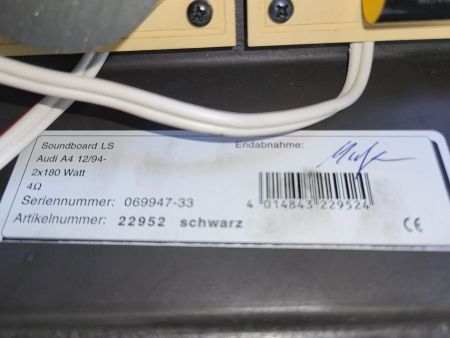 Soundboard LS
Endabnahme:
Audi A4 12/94-
2x180 Watt
4Ω
Seriennummer: 069947-33
4 014843 229524
Artikelnummer: 22952 schwarz
CE